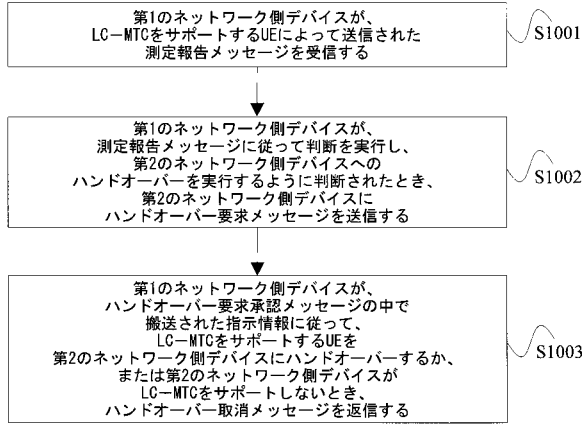 第1のネットワーク側デバイスが、
LC-MTCをサポートするUEによって送信された
測定報告メッセージを受信する
S1001
第1のネットワーク側デバイスが、
測定報告メッセージに従って判断を実行し、
第2のネットワーク側デバイスへの
ハンドオーバーを実行するように判断されたとき、
第2のネットワーク側デバイスに
ハンドオーバー要求メッセージを送信する
S1002
第1のネットワーク側デバイスが、
ハンドオーバー要求承認メッセージの中で
搬送された指示情報に従って、
LC-MTCをサポートするUEを
第2のネットワーク側デバイスにハンドオーバーするか、
または第2のネットワーク側デバイスが
LC-MTCをサポートしないとき、
ハンドオーバー取消メッセージを返信する
S1003